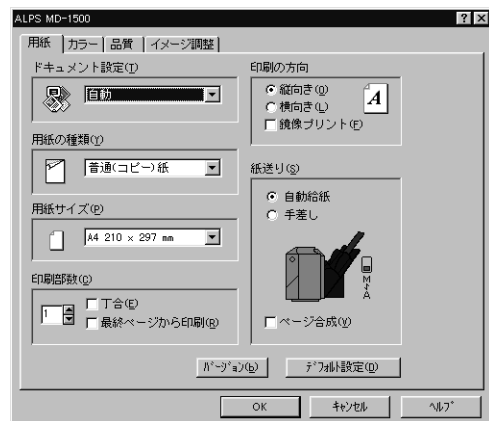 ALPS MD-1500
用紙 カラー 品質 イメージ調整
ドキュメント設定(T)
自動
用紙の種類(Y)
普通(コピー)紙
用紙サイズ(P)
A4 210 × 297 mm
印刷部数(C)
1
丁合(E)
最終ページから印刷(R)
印刷の方向
縦向き(O)
横向き(L)
鏡像プリント(F)
A
紙送り(S)
自動給紙
手差し
M
A
ページ合成(V)
バージョン(b) デフォルト設定(D)
OK キャンセル ヘルプ